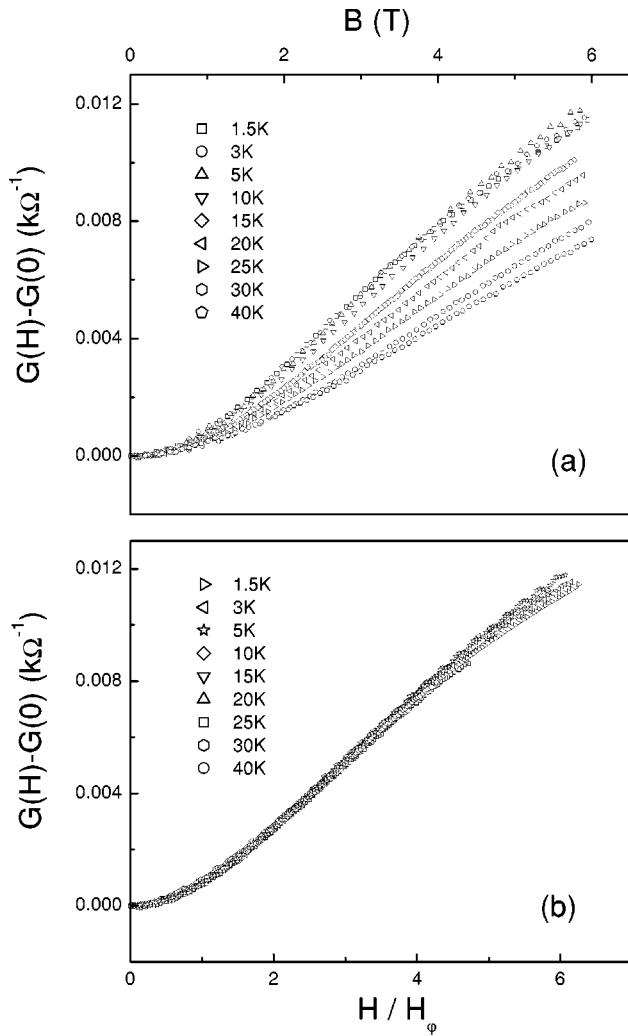 B (T)
0 2 4 6
0.012
0.008
0.004
0.000
G(H)-G(0) (kΩ⁻¹)
1.5K
3K
5K
10K
15K
20K
25K
30K
40K
(a)
0.012
0.008
0.004
0.000
G(H)-G(0) (kΩ⁻¹)
1.5K
3K
5K
10K
15K
20K
25K
30K
40K
(b)
0 2 4 6
H / Hφ